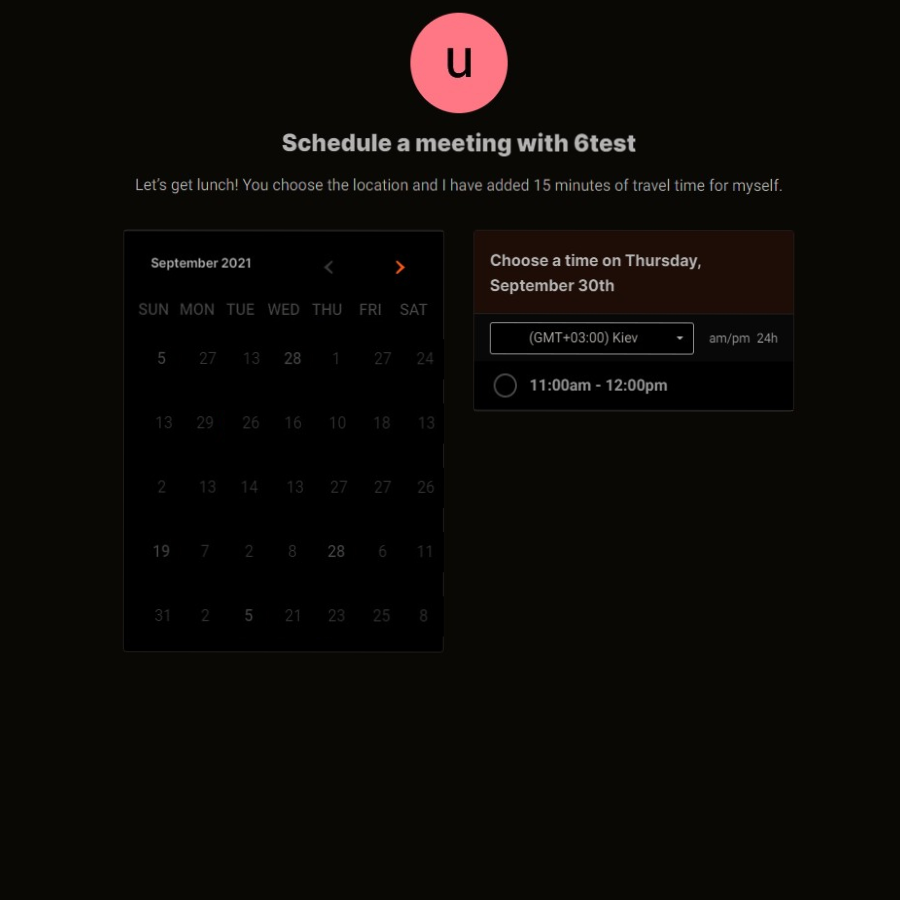 u
Schedule a meeting with 6test
Let's get lunch! You choose the location and I have added 15 minutes of travel time for myself.
September 2021
SUN MON TUE WED THU FRI SAT
5 27 13 28 1 27 24
13 29 26 16 10 18 13
2 13 14 13 27 27 26
19 7 2 8 28 6 11
31 2 5 21 23 25 8
Choose a time on Thursday,
September 30th
(GMT+03:00) Kiev am/pm 24h
11:00am - 12:00pm